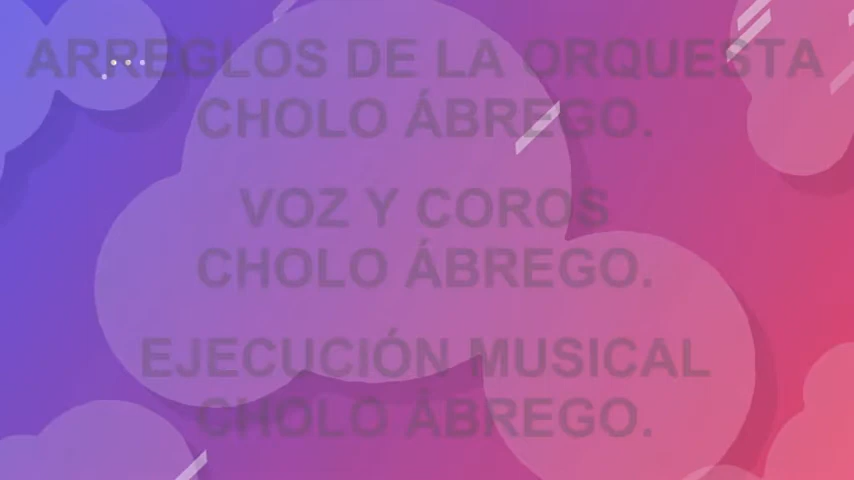 ARREGLOS DE LA ORQUESTA
CHOLO ÁBREGO.
VOZ Y COROS
CHOLO ÁBREGO.
EJECUCIÓN MUSICAL
CHOLO ÁBREGO.